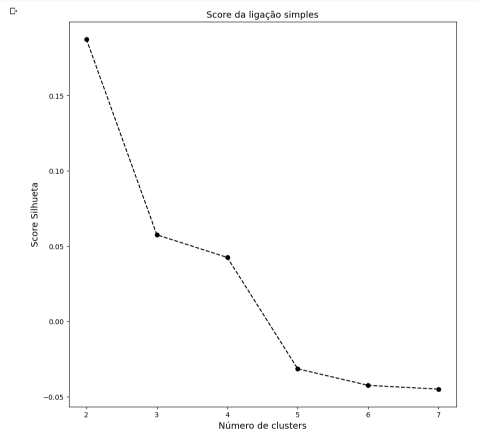 Score da ligação simples
Score Silhueta
0.15
0.10
0.05
0.00
−0.05
2 3 4 5 6 7
Número de clusters